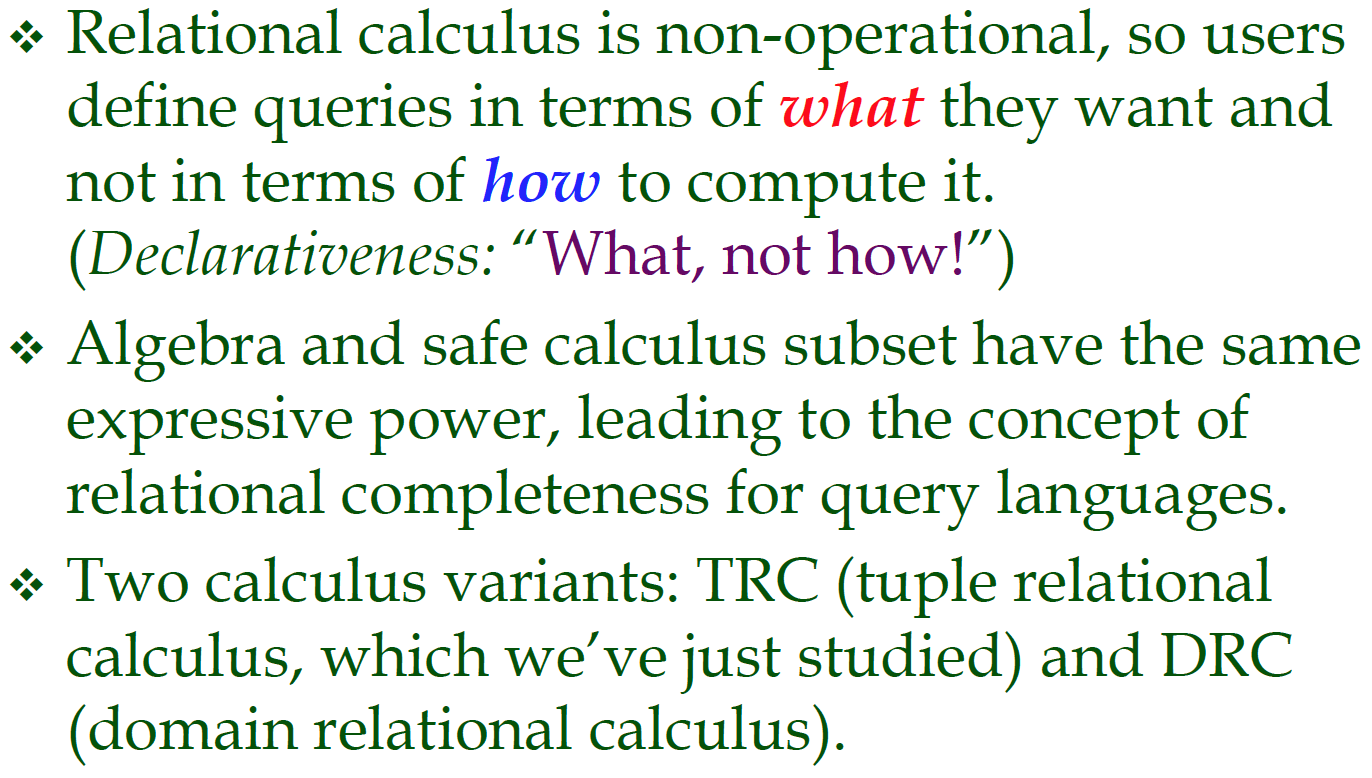 ❖ Relational calculus is non-operational, so users
define queries in terms of what they want and
not in terms of how to compute it.
(Declarativeness: “What, not how!”)
❖ Algebra and safe calculus subset have the same
expressive power, leading to the concept of
relational completeness for query languages.
❖ Two calculus variants: TRC (tuple relational
calculus, which we’ve just studied) and DRC
(domain relational calculus).